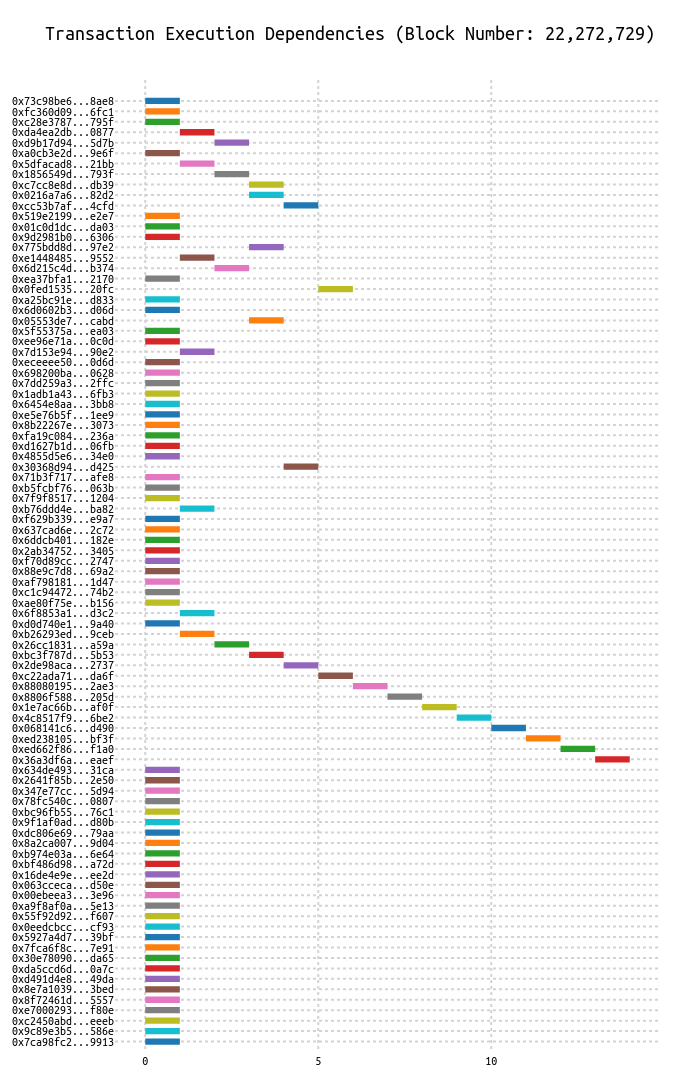 Transaction Execution Dependencies (Block Number: 22,272,729)
0x73c98be6...8ae8
0xfc360d09...6fc1
0xc28e3787...795f
0xda4ea2db...0877
0xd9b17d94...5d7b
0xa0cb3e2d...9e6f
0x5dfacad8...21bb
0x1856549d...793f
0xc7cc8e8d...db39
0x0216a7a6...82d2
0xcc53b7af...4cfd
0x519e2199...e2e7
0x01c0d1dc...da03
0x9d2981b0...6306
0x775bdd8d...97e2
0xe1448485...9552
0x6d215c4d...b374
0xea37bfa1...2170
0x0fed1535...20fc
0xa25bc91e...d833
0x6d0602b3...d06d
0x05553de7...cabd
0x5f55375a...ea03
0xee96e71a...0c0d
0x7d153e94...90e2
0xeceeee50...0d6d
0x698200ba...0628
0x7dd259a3...2ffc
0x1adb1a43...6fb3
0x6454e8aa...3bb8
0xe5e76b5f...1ee9
0x8b22267e...3073
0xfa19c084...236a
0xd1627b1d...06fb
0x4855d5e6...34e0
0x30368d94...d425
0x71b3f717...afe8
0xb5fcbf76...063b
0x7f9f8517...1204
0xb76ddd4e...ba82
0xf629b339...e9a7
0x637cad6e...2c72
0x6ddcb401...182e
0x2ab34752...3405
0xf70d89cc...2747
0x88e9c7d8...69a2
0xaf798181...1d47
0xc1c94472...74b2
0xae80f75e...b156
0x6f8853a1...d3c2
0xd0d740e1...9a40
0xb26293ed...9ceb
0x26cc1831...a59a
0xbc3f787d...5b53
0x2de98aca...2737
0xc22ada71...da6f
0x88080195...2ae3
0x8806f588...205d
0x1e7ac66b...af0f
0x4c8517f9...6be2
0x068141c6...d490
0xed238105...bf3f
0xed662f86...f1a0
0x36a3df6a...eaef
0x634de493...31ca
0x2641f85b...2e50
0x347e77cc...5d94
0x78fc540c...0807
0xbc96fb55...76c1
0x9f1af0ad...d80b
0xdc806e69...79aa
0x8a2ca007...9d04
0xb974e03a...6e64
0xbf486d98...a72d
0x16de4e9e...ee2d
0x063cceca...d50e
0x00ebeea3...3e96
0xa9f8af0a...5e13
0x55f92d92...f607
0x0eedcbcc...cf93
0x5927a4d7...39bf
0x7fca6f8c...7e91
0x30e78090...da65
0xda5ccd6d...0a7c
0xd491d4e8...49da
0x8e7a1039...3bed
0x8f72461d...5557
0xe7000293...f80e
0xc2450abd...eeeb
0x9c89e3b5...586e
0x7ca98fc2...9913
0 5 10